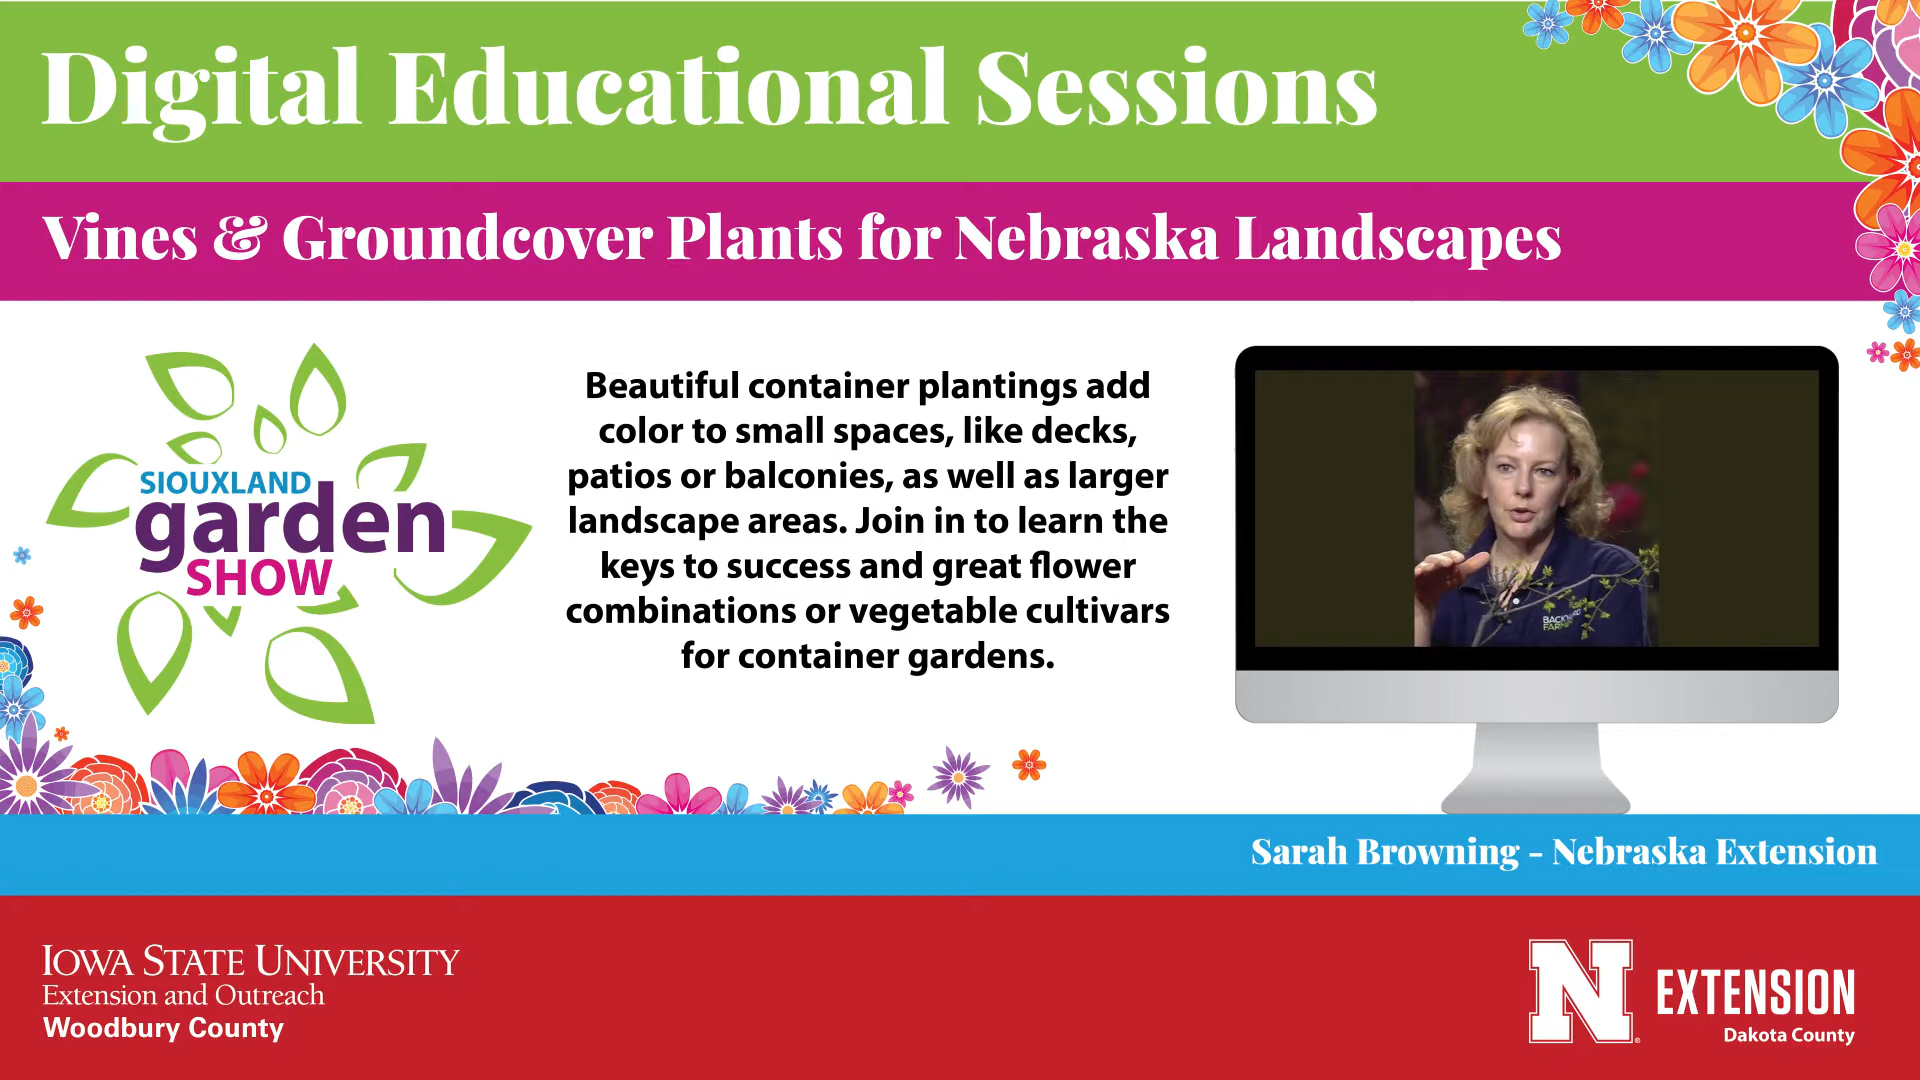 Digital Educational Sessions
Vines & Groundcover Plants for Nebraska Landscapes
SIOUXLAND
garden
SHOW
Beautiful container plantings add
color to small spaces, like decks,
patios or balconies, as well as larger
landscape areas. Join in to learn the
keys to success and great flower
combinations or vegetable cultivars
for container gardens.
Sarah Browning - Nebraska Extension
IOWA STATE UNIVERSITY
Extension and Outreach
Woodbury County
N EXTENSION
Dakota County